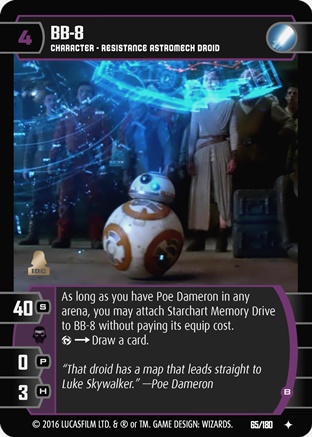 4
BB-8
CHARACTER - RESISTANCE ASTROMECH DROID
IDC
40 S
0 P
3 H
As long as you have Poe Dameron in any
arena, you may attach Starchart Memory Drive
to BB-8 without paying its equip cost.
→ Draw a card.
"That droid has a map that leads straight to
Luke Skywalker." —Poe Dameron
B
© 2016 LUCASFILM LTD. & ® or TM. GAME DESIGN: WIZARDS.
65/180